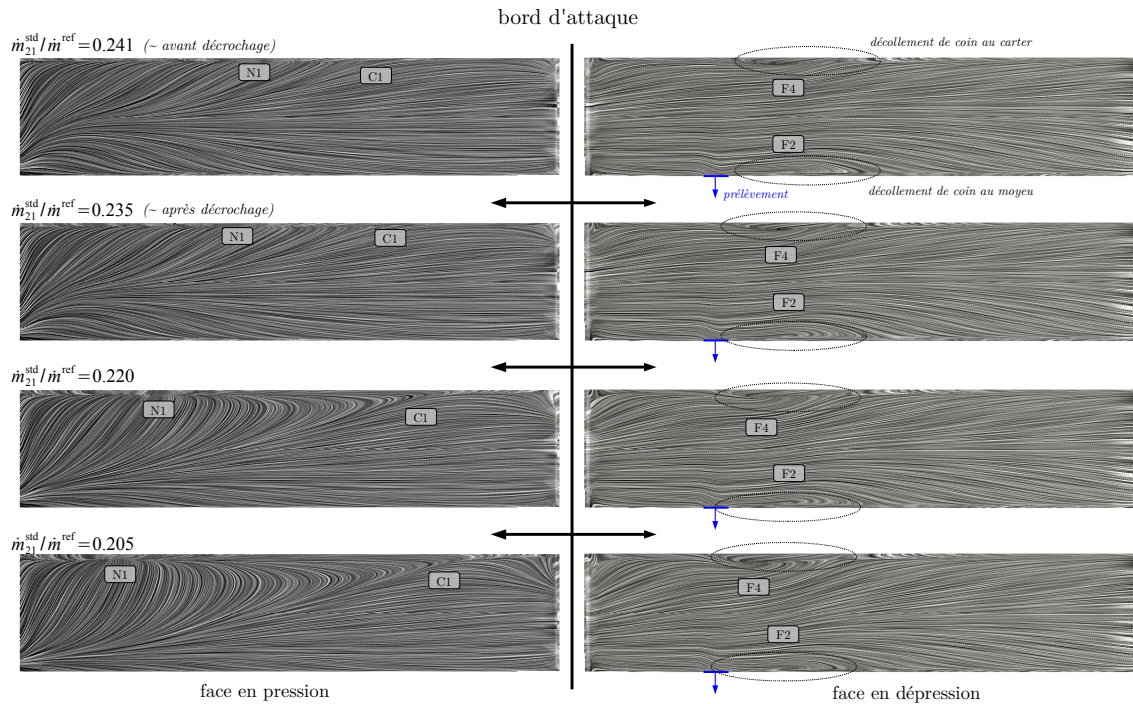 bord d'attaque
ṁ₂₁ˢᵗᵈ/ṁʳᵉᶠ=0.241 (~ avant décrochage)
décollement de coin au carter
N1
C1
F4
F2
prélèvement
décollement de coin au moyeu
ṁ₂₁ˢᵗᵈ/ṁʳᵉᶠ=0.235 (~ après décrochage)
N1
C1
F4
F2
ṁ₂₁ˢᵗᵈ/ṁʳᵉᶠ=0.220
N1
C1
F4
F2
ṁ₂₁ˢᵗᵈ/ṁʳᵉᶠ=0.205
N1
C1
F4
F2
face en pression
face en dépression